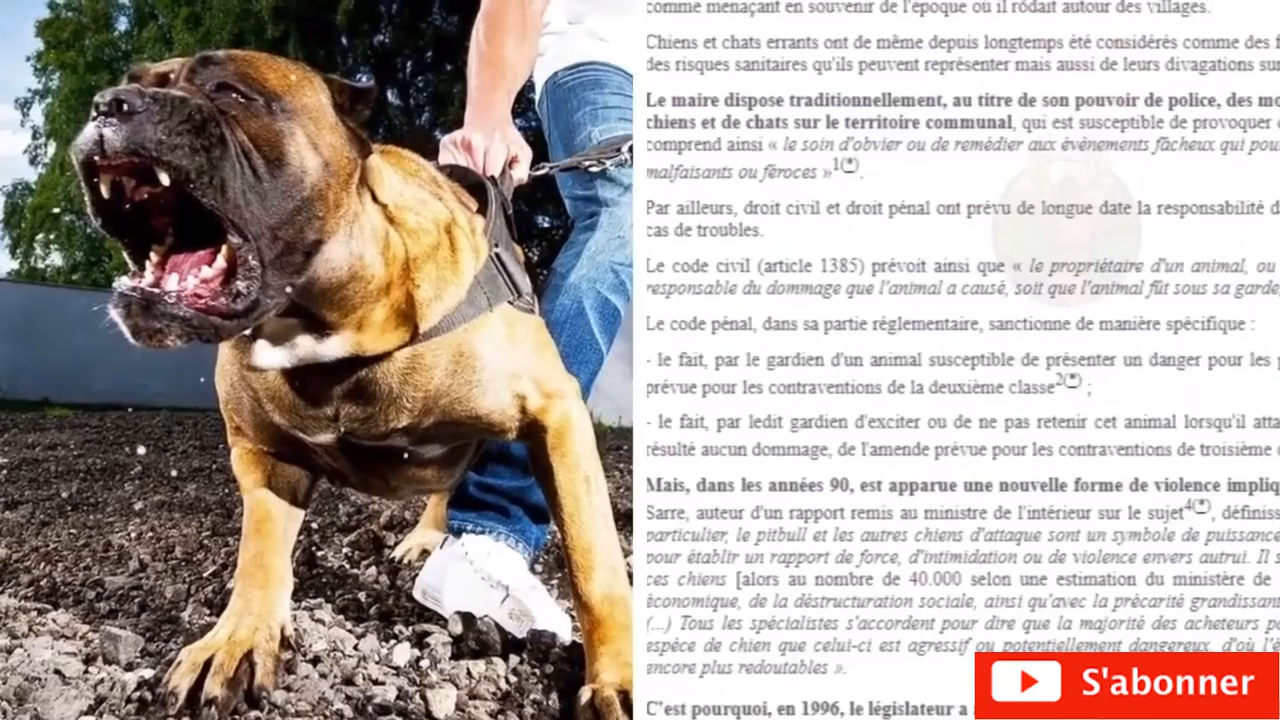 comme menaçant en souvenir de l'époque où il rôdait autour des villages.
Chiens et chats errants ont de même depuis longtemps été considérés comme des
des risques sanitaires qu'ils peuvent représenter mais aussi de leurs divagations
Le maire dispose traditionnellement, au titre de son pouvoir de police, des
chiens et de chats sur le territoire communal, qui est susceptible de provoquer
comprend ainsi « le soin d'obvier ou de remédier aux évènements fâcheux qui
malfaisants ou féroces »1(*).
Par ailleurs, droit civil et droit pénal ont prévu de longue date la responsabilité
cas de troubles.
Le code civil (article 1385) prévoit ainsi que « le propriétaire d'un animal, ou
responsable du dommage que l'animal a causé, soit que l'animal fût sous sa garde
Le code pénal, dans sa partie réglementaire, sanctionne de manière spécifique :
- le fait, par le gardien d'un animal susceptible de présenter un danger pour les
prévue pour les contraventions de la deuxième classe2(*) ;
- le fait, par ledit gardien d'exciter ou de ne pas retenir cet animal lorsqu'il
résulté aucun dommage, de l'amende prévue pour les contraventions de troisième
Mais, dans les années 90, est apparue une nouvelle forme de violence
Sarre, auteur d'un rapport remis au ministre de l'intérieur sur le sujet4(*),
particulier, le pitbull et les autres chiens d'attaque sont un symbole de puissance
pour établir un rapport de force, d'intimidation ou de violence envers autrui. Il
ces chiens [alors au nombre de 40.000 selon une estimation du ministère de
économique, de la déstructuration sociale, ainsi qu'avec la précarité
(...) Tous les spécialistes s'accordent pour dire que la majorité des acheteurs
espèce de chien que celui-ci est agressif ou potentiellement dangereux, d'où
encore plus redoutables ».
C'est pourquoi, en 1996, le législateur a
S'abonner